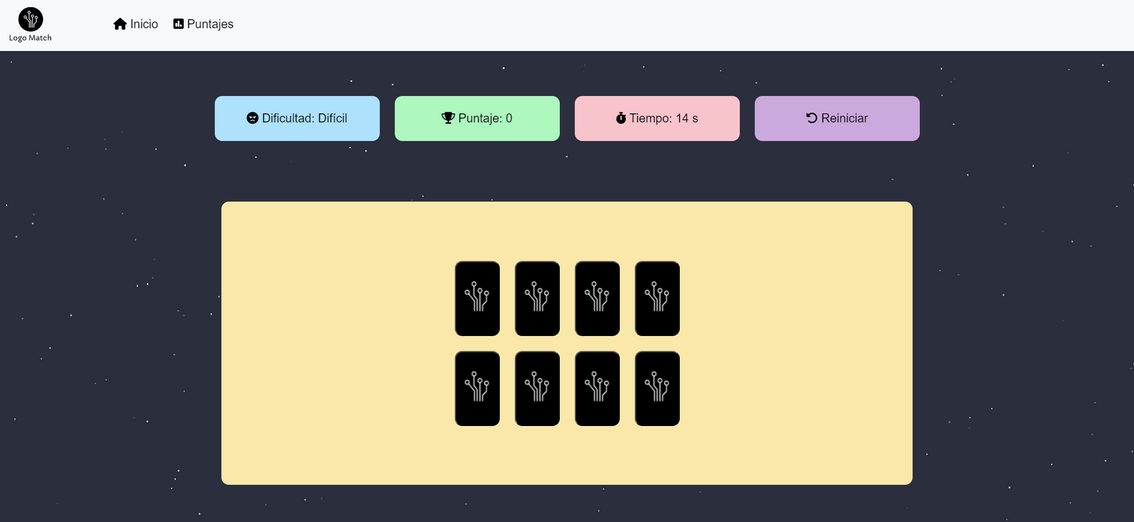 Logo Match
Inicio
Puntajes
Dificultad: Difícil
Puntaje: 0
Tiempo: 14 s
Reiniciar